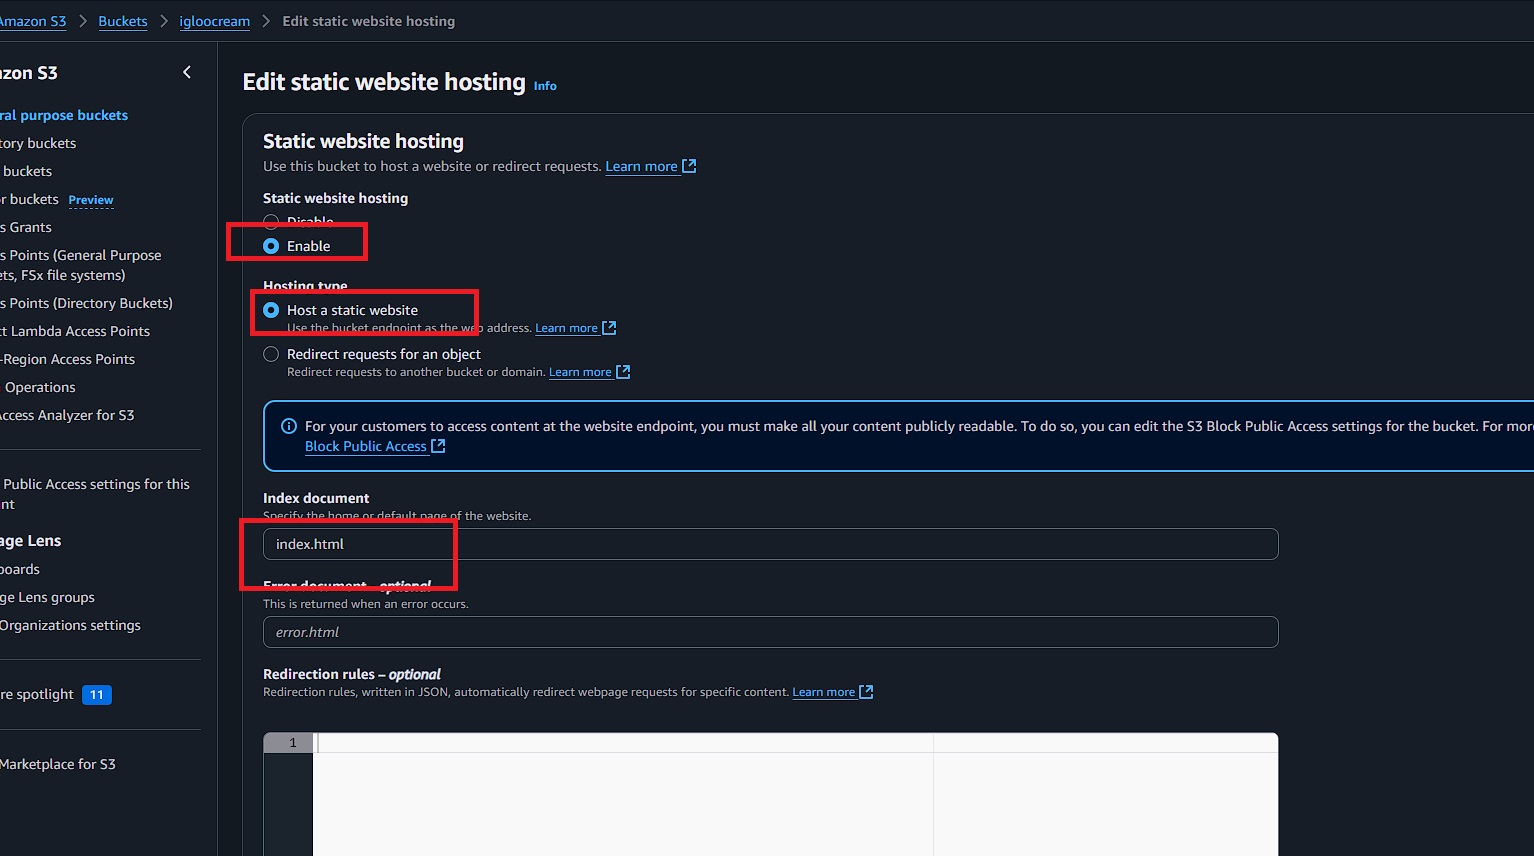 Amazon S3 > Buckets > igloocream > Edit static website hosting
zon S3
ral purpose buckets
tory buckets
buckets
r buckets Preview
s Grants
s Points (General Purpose
ets, FSx file systems)
s Points (Directory Buckets)
ct Lambda Access Points
-Region Access Points
Operations
Access Analyzer for S3
Public Access settings for this
nt
age Lens
boards
ge Lens groups
Organizations settings
re spotlight 11
Marketplace for S3
Edit static website hosting Info
Static website hosting
Use this bucket to host a website or redirect requests. Learn more
Static website hosting
Disable
Enable
Hosting type
Host a static website
Use the bucket endpoint as the web address. Learn more
Redirect requests for an object
Redirect requests to another bucket or domain. Learn more
For your customers to access content at the website endpoint, you must make all your content publicly readable. To do so, you can edit the S3 Block Public Access settings for the bucket. For more
Block Public Access
Index document
Specify the home or default page of the website.
index.html
Error document – optional
This is returned when an error occurs.
error.html
Redirection rules – optional
Redirection rules, written in JSON, automatically redirect webpage requests for specific content. Learn more
1